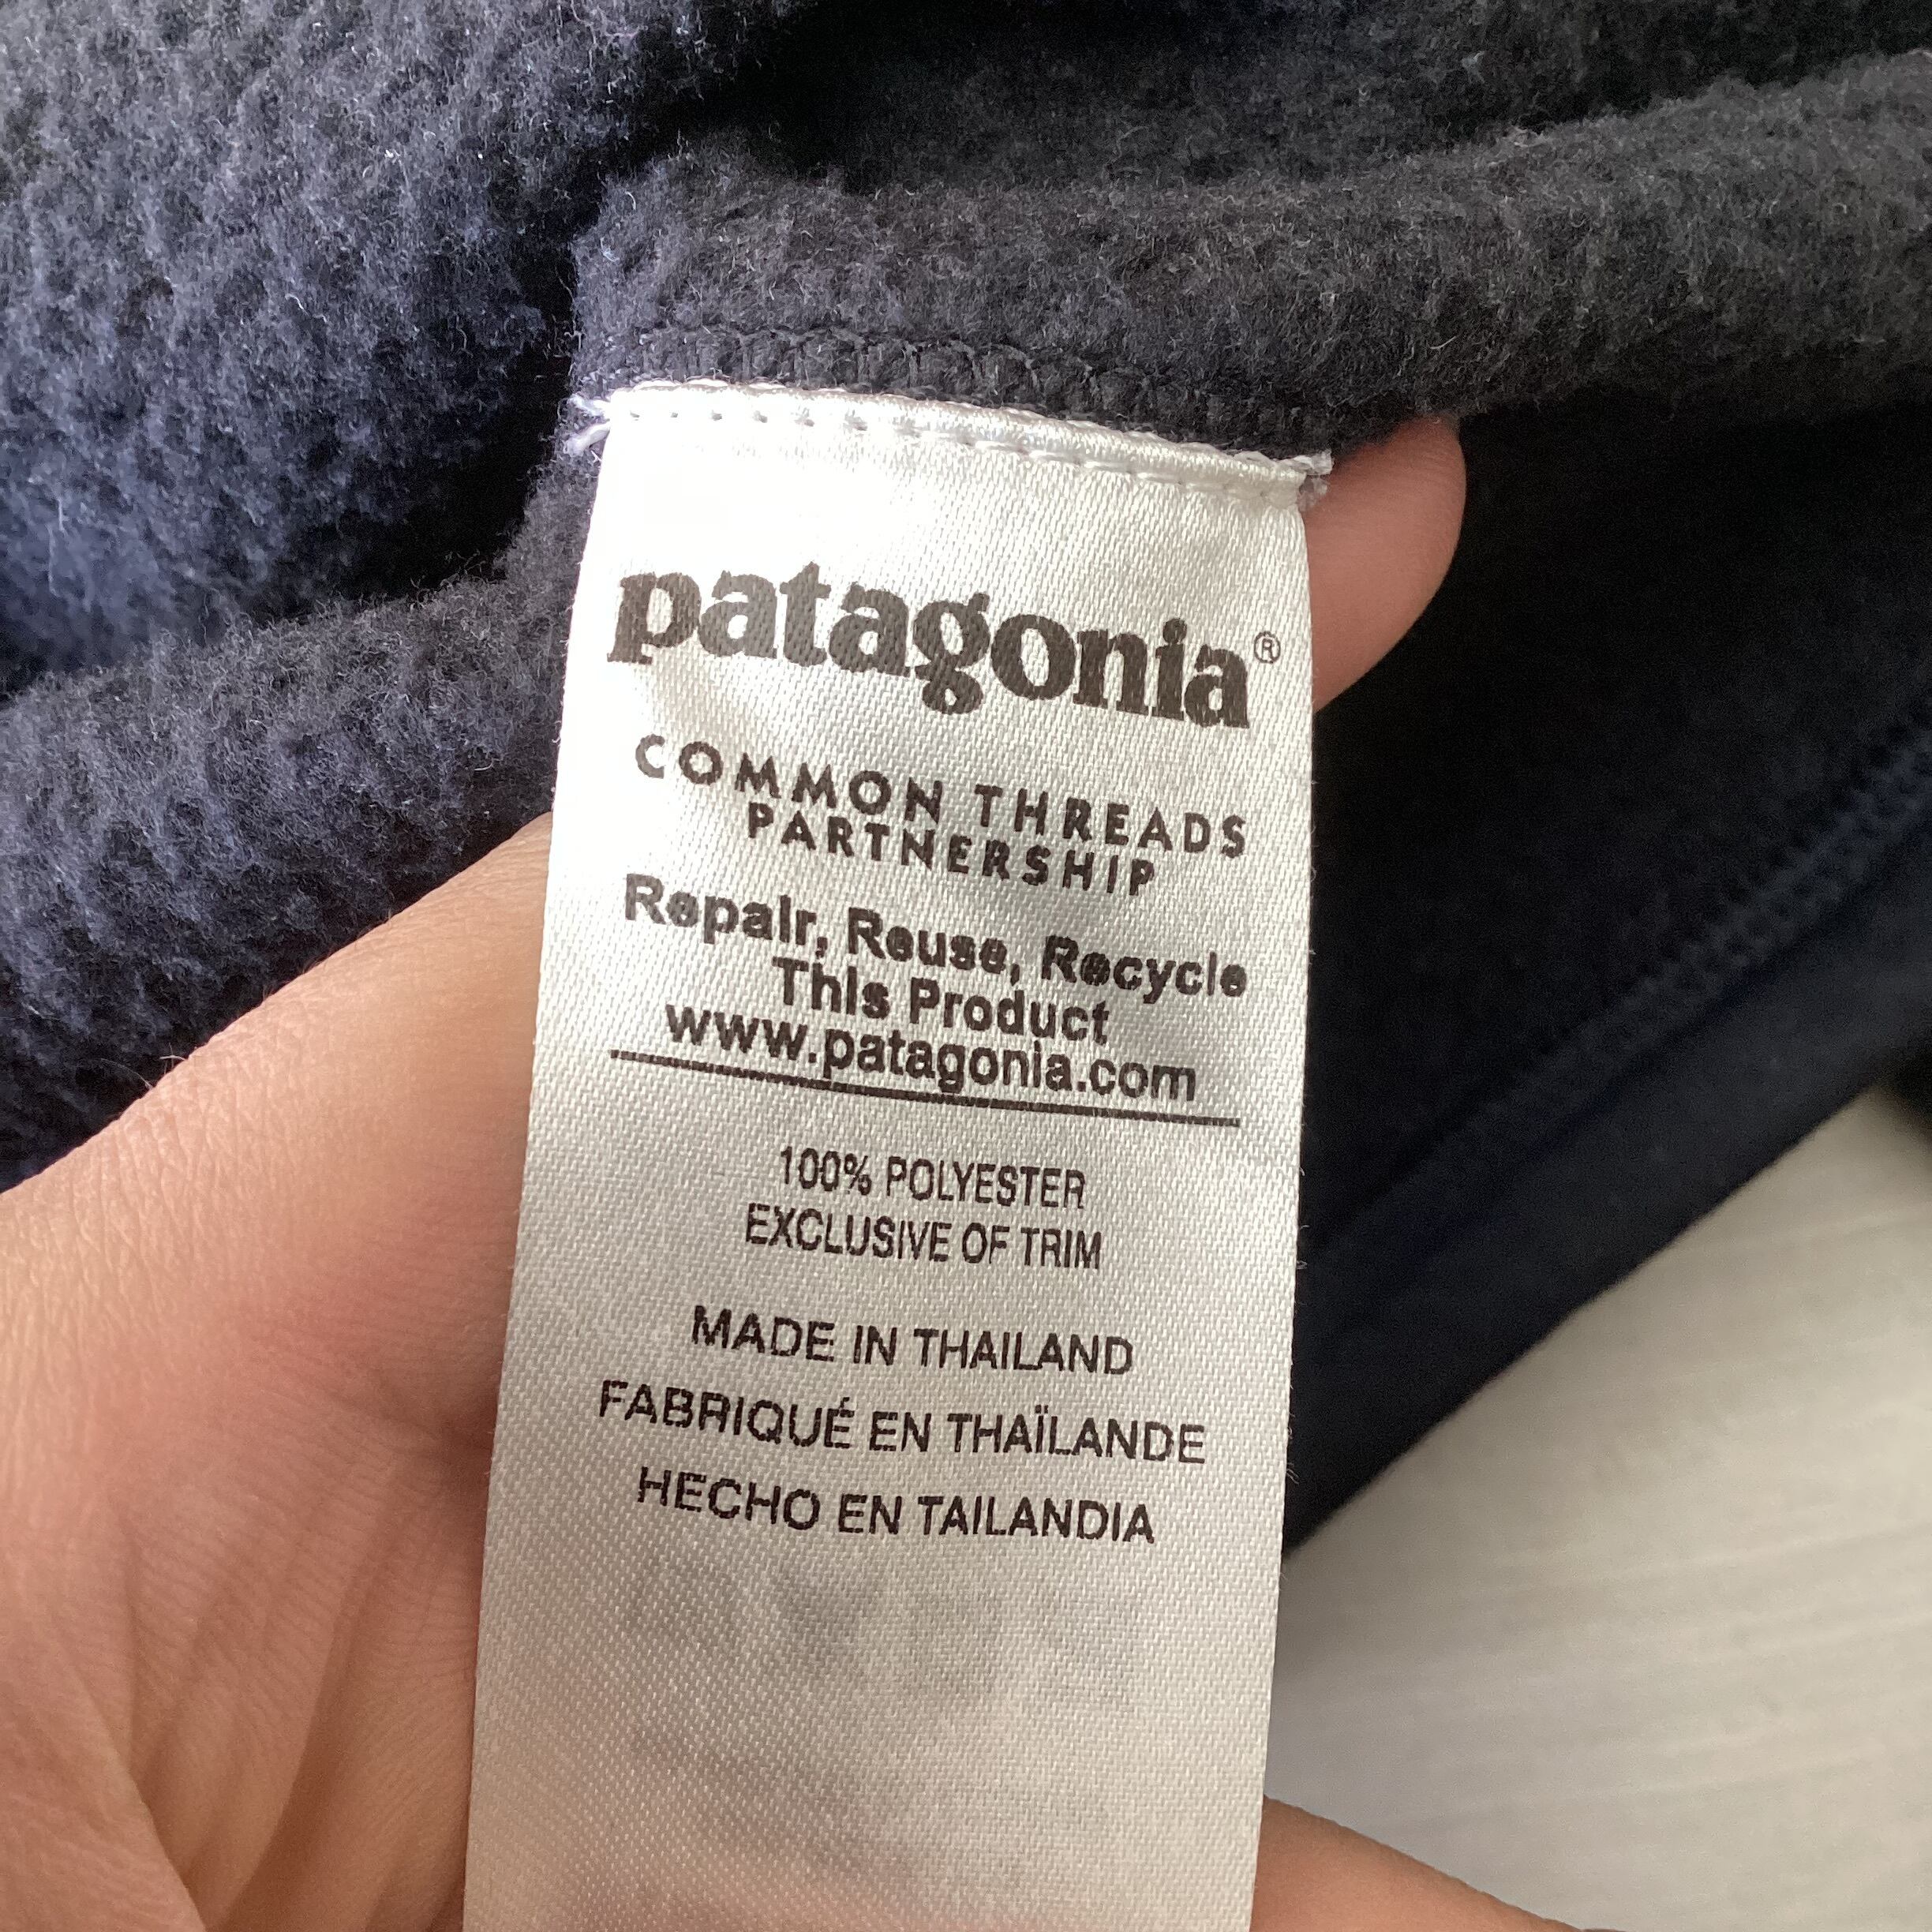 patagonia®
COMMON THREADS
PARTNERSHIP
Repair, Reuse, Recycle
This Product
www.patagonia.com
100% POLYESTER
EXCLUSIVE OF TRIM
MADE IN THAILAND
FABRIQUÉ EN THAÏLANDE
HECHO EN TAILANDIA